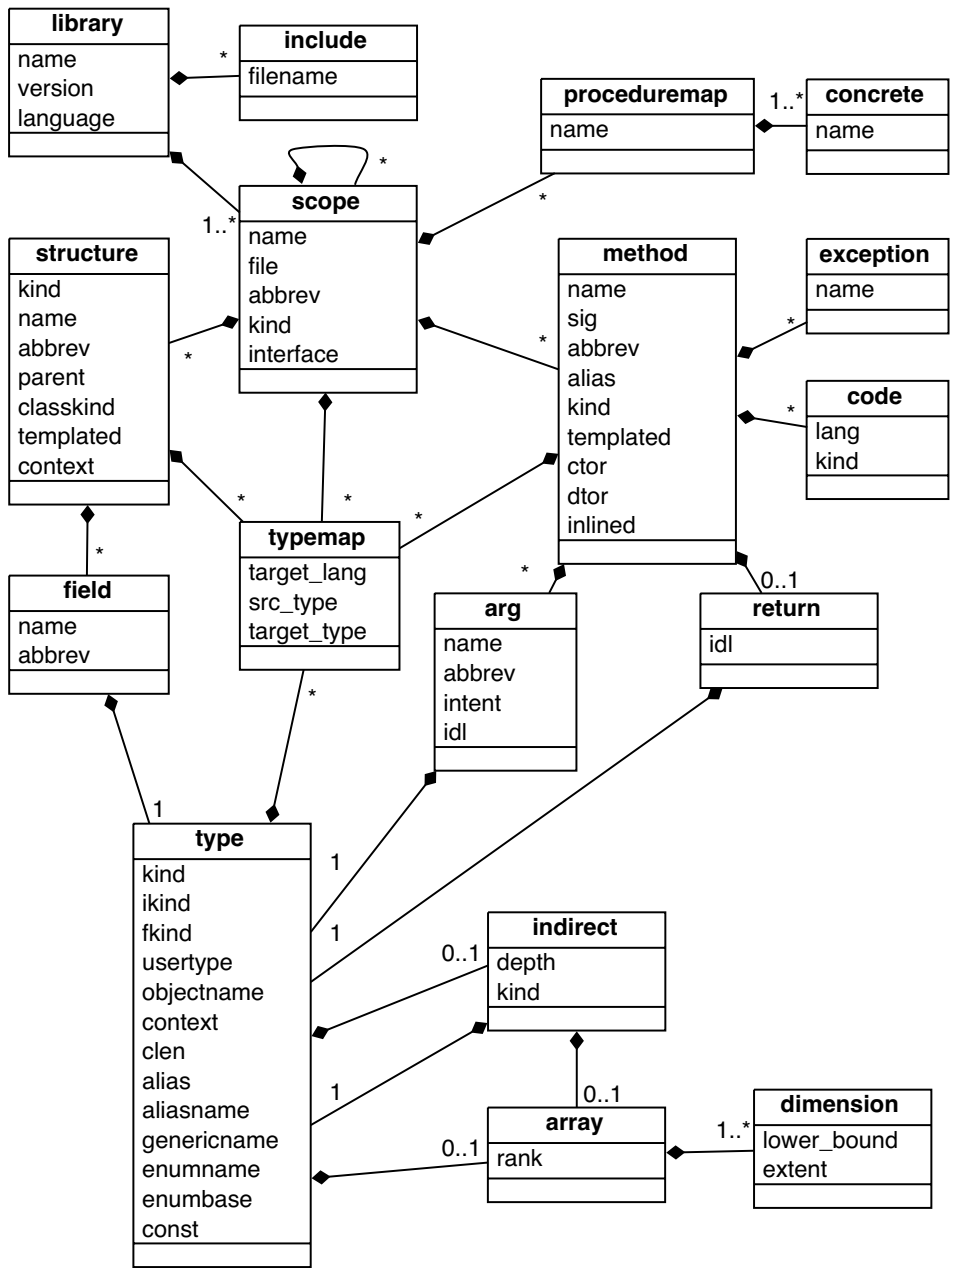 library
name
version
language
*
include
filename
*
scope
name
file
abbrev
kind
interface
1..*
proceduremap
name
*
1..*
concrete
name
structure
kind
name
abbrev
parent
classkind
templated
context
*
method
name
sig
abbrev
alias
kind
templated
ctor
dtor
inlined
*
exception
name
*
code
lang
kind
*
*
*
*
typemap
target_lang
src_type
target_type
*
field
name
abbrev
*
*
arg
name
abbrev
intent
idl
0..1
return
idl
1
type
kind
ikind
fkind
usertype
objectname
context
clen
alias
aliasname
genericname
enumname
enumbase
const
1
1
0..1
indirect
depth
kind
1
0..1
0..1
array
rank
1..*
dimension
lower_bound
extent